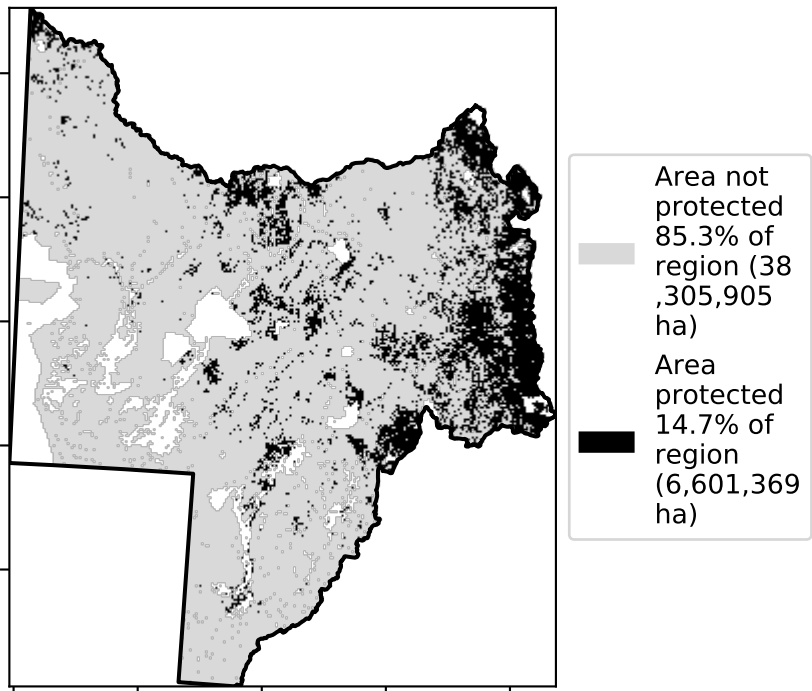 Area not
protected
85.3% of
region (38
,305,905
ha)
Area
protected
14.7% of
region
(6,601,369
ha)